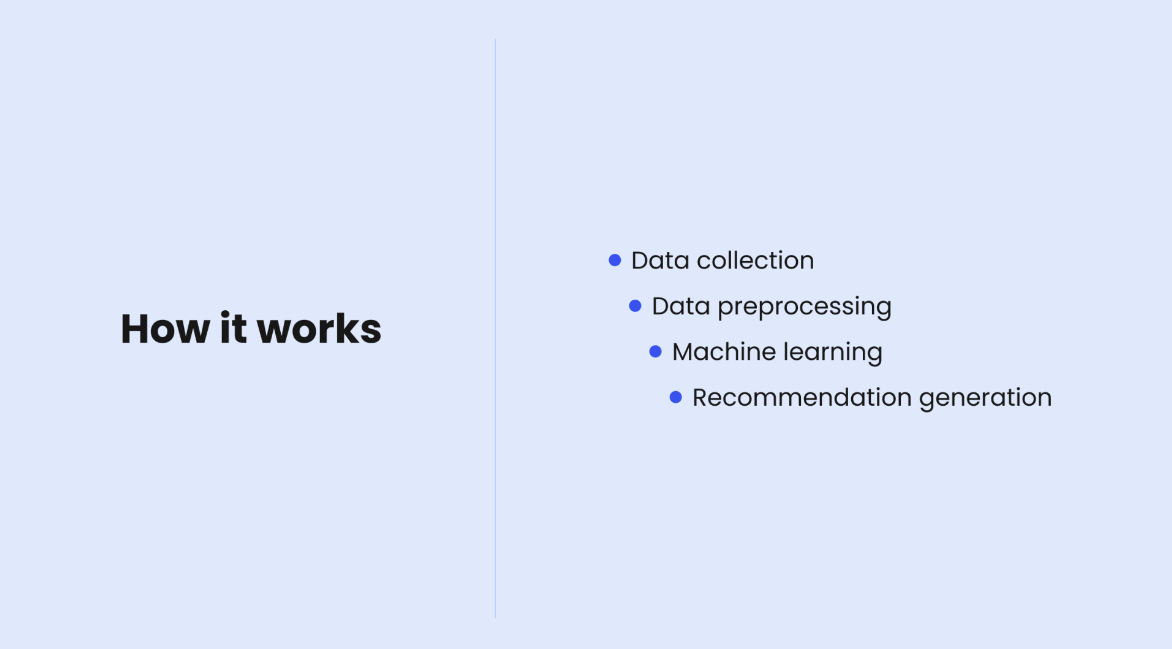 How it works
Data collection
Data preprocessing
Machine learning
Recommendation generation